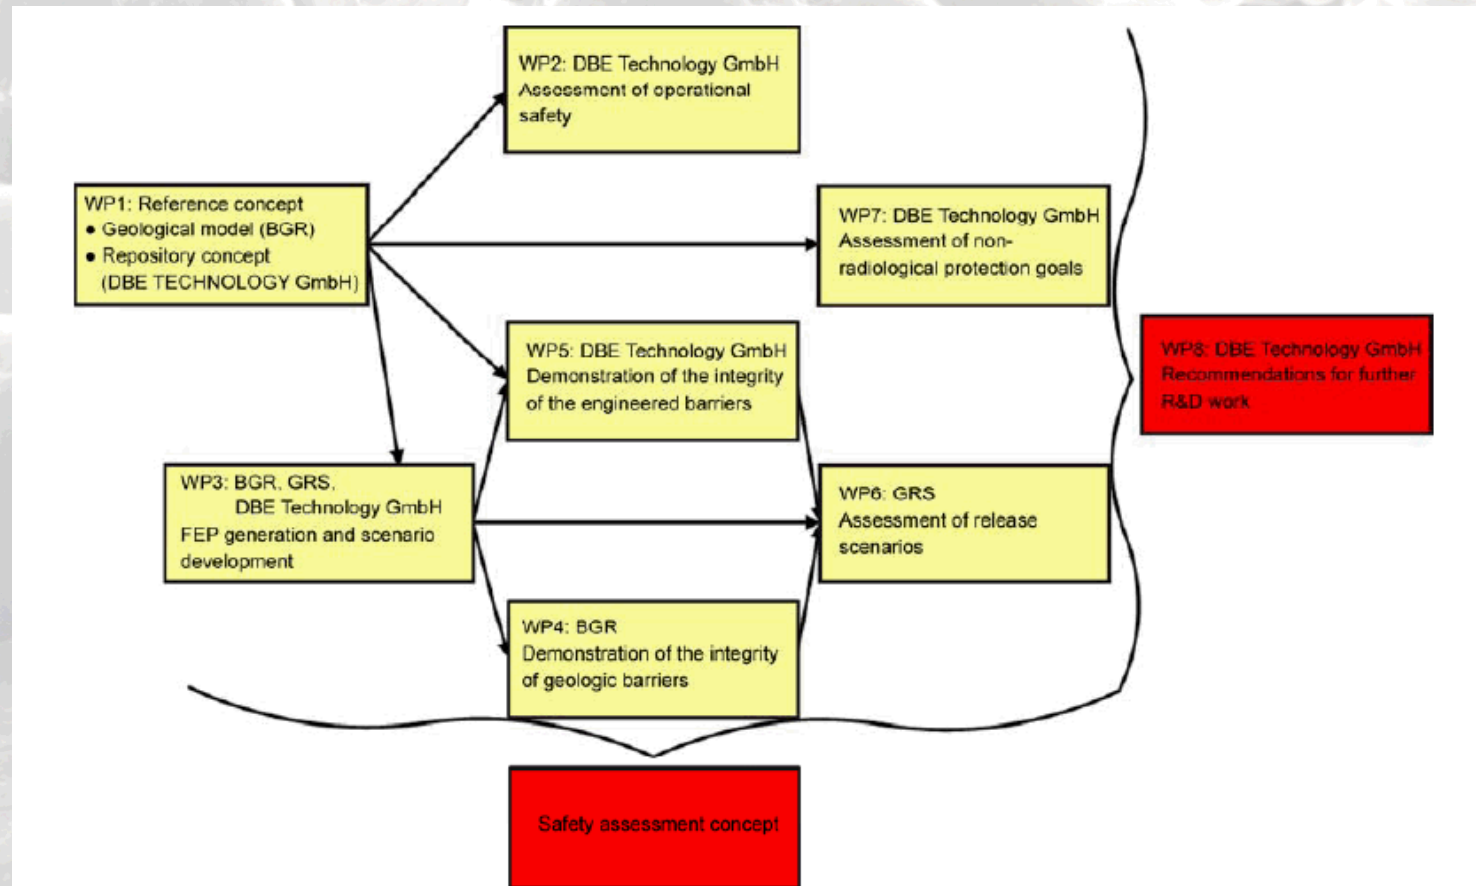 WP2: DBE Technology GmbH
Assessment of operational
safety
WP1: Reference concept
● Geological model (BGR)
● Repository concept
(DBE TECHNOLOGY GmbH)
WP7: DBE Technology GmbH
Assessment of non-
radiological protection goals
WP5: DBE Technology GmbH
Demonstration of the integrity
of the engineered barriers
WP8: DBE Technology GmbH
Recommendations for further
R&D work
WP3: BGR, GRS,
DBE Technology GmbH
FEP generation and scenario
development
WP6: GRS
Assessment of release
scenarios
WP4: BGR
Demonstration of the integrity
of geologic barriers
Safety assessment concept